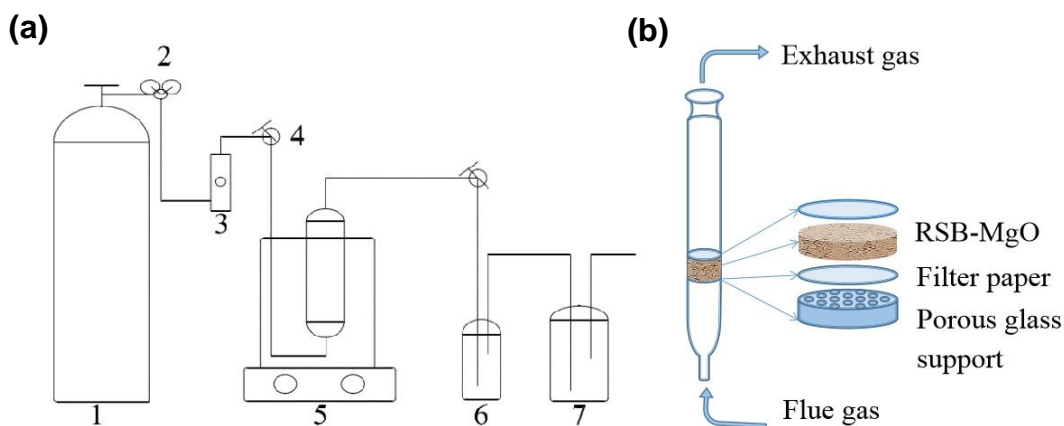 (a)
2
4
3
1
5
6
7
(b)
Exhaust gas
RSB-MgO
Filter paper
Porous glass
support
Flue gas